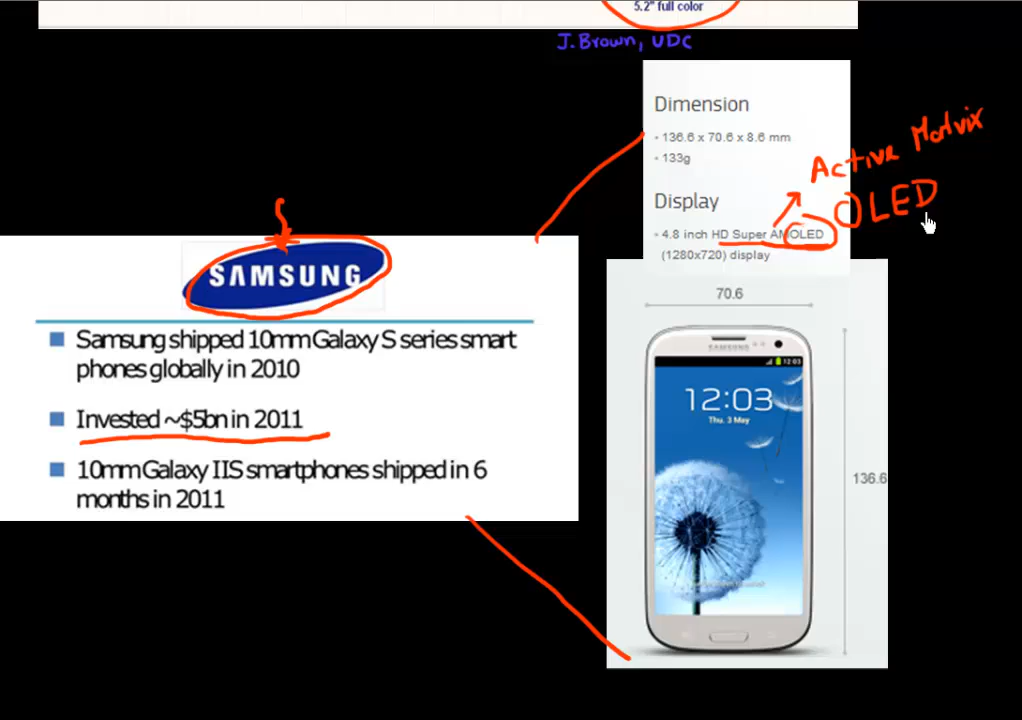 5.2" full color
J. Brown, UDC
Dimension
136.6 x 70.6 x 8.6 mm
133g
Active Matrix
Display
OLED
4.8 inch HD Super AMOLED
(1280x720) display
SAMSUNG
Samsung shipped 10mm Galaxy S series smart
phones globally in 2010
Invested ~$5bn in 2011
10mm Galaxy IIS smartphones shipped in 6
months in 2011
70.6
SAMSUNG
12:03
12:03
Thu. 3 May
136.6